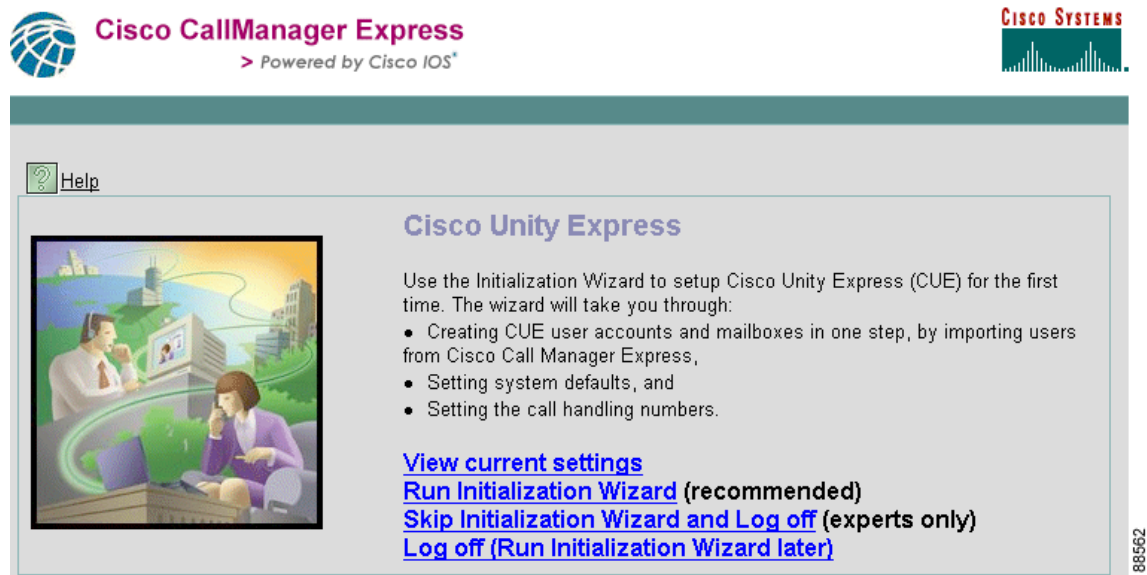 Cisco CallManager Express
> Powered by Cisco IOS*
CISCO SYSTEMS
? Help
Cisco Unity Express
Use the Initialization Wizard to setup Cisco Unity Express (CUE) for the first
time. The wizard will take you through:
• Creating CUE user accounts and mailboxes in one step, by importing users
from Cisco Call Manager Express,
• Setting system defaults, and
• Setting the call handling numbers.
View current settings
Run Initialization Wizard (recommended)
Skip Initialization Wizard and Log off (experts only)
Log off (Run Initialization Wizard later)
88562